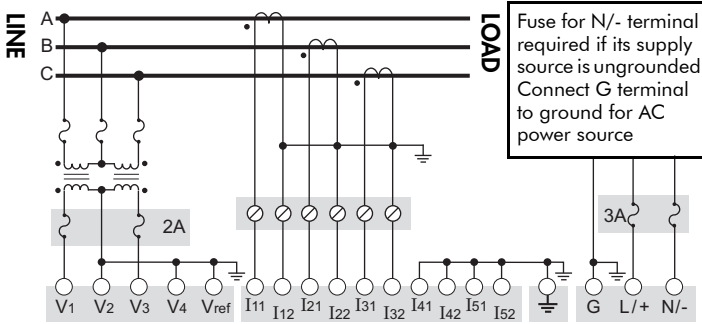 LINE
A
B
C
LOAD
Fuse for N/- terminal
required if its supply
source is ungrounded
Connect G terminal
to ground for AC
power source
2A
3A
V1 V2 V3 V4 Vref I11 I12 I21 I22 I31 I32 I41 I42 I51 I52 G L/+ N/-